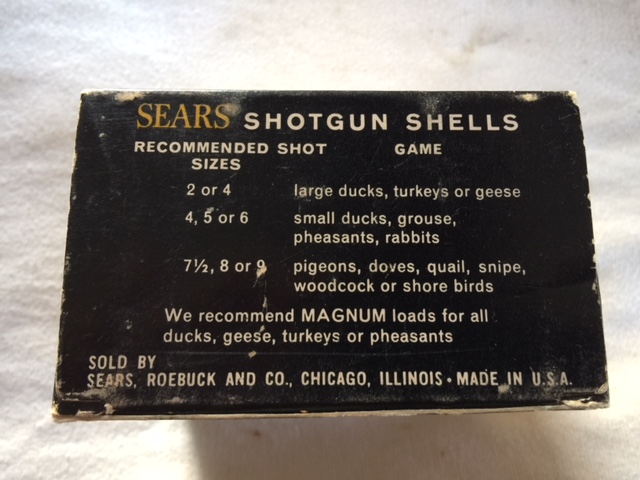 SEARS SHOTGUN SHELLS
RECOMMENDED SHOT GAME
SIZES
2 or 4 large ducks, turkeys or geese
4, 5 or 6 small ducks, grouse,
pheasants, rabbits
7½, 8 or 9 pigeons, doves, quail, snipe,
woodcock or shore birds
We recommend MAGNUM loads for all
ducks, geese, turkeys or pheasants
SOLD BY
SEARS, ROEBUCK AND CO., CHICAGO, ILLINOIS • MADE IN U.S.A.